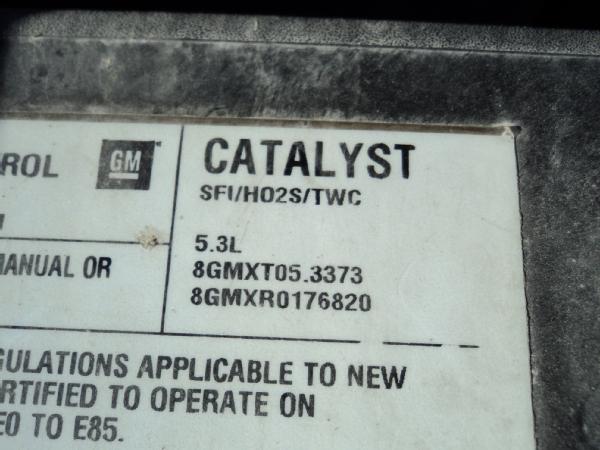 ROL GM CATALYST
SFI/HO2S/TWC
5.3L
MANUAL OR 8GMXT05.3373
8GMXR0176820
GULATIONS APPLICABLE TO NEW
RTIFIED TO OPERATE ON
E0 TO E85.